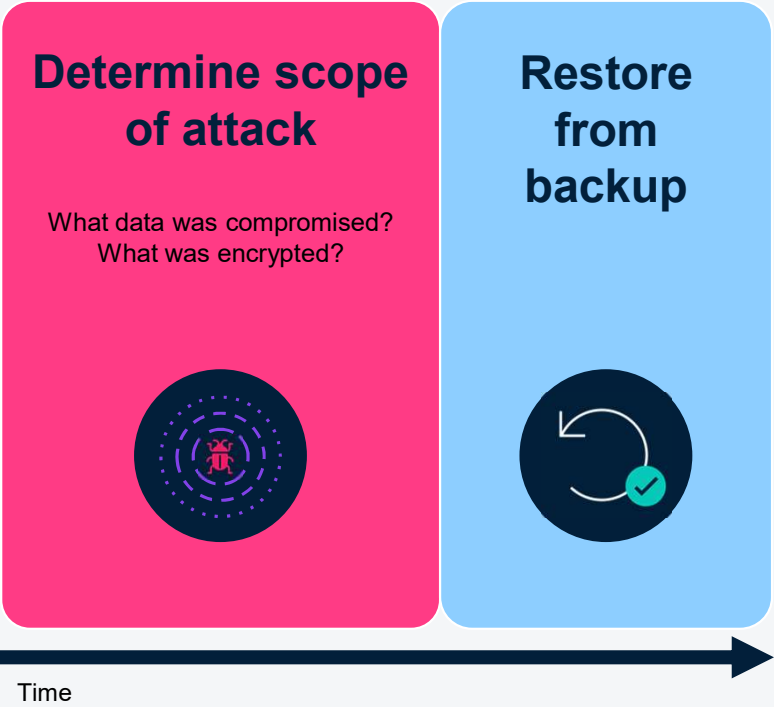 Determine scope
of attack
What data was compromised?
What was encrypted?
Restore
from
backup
Time